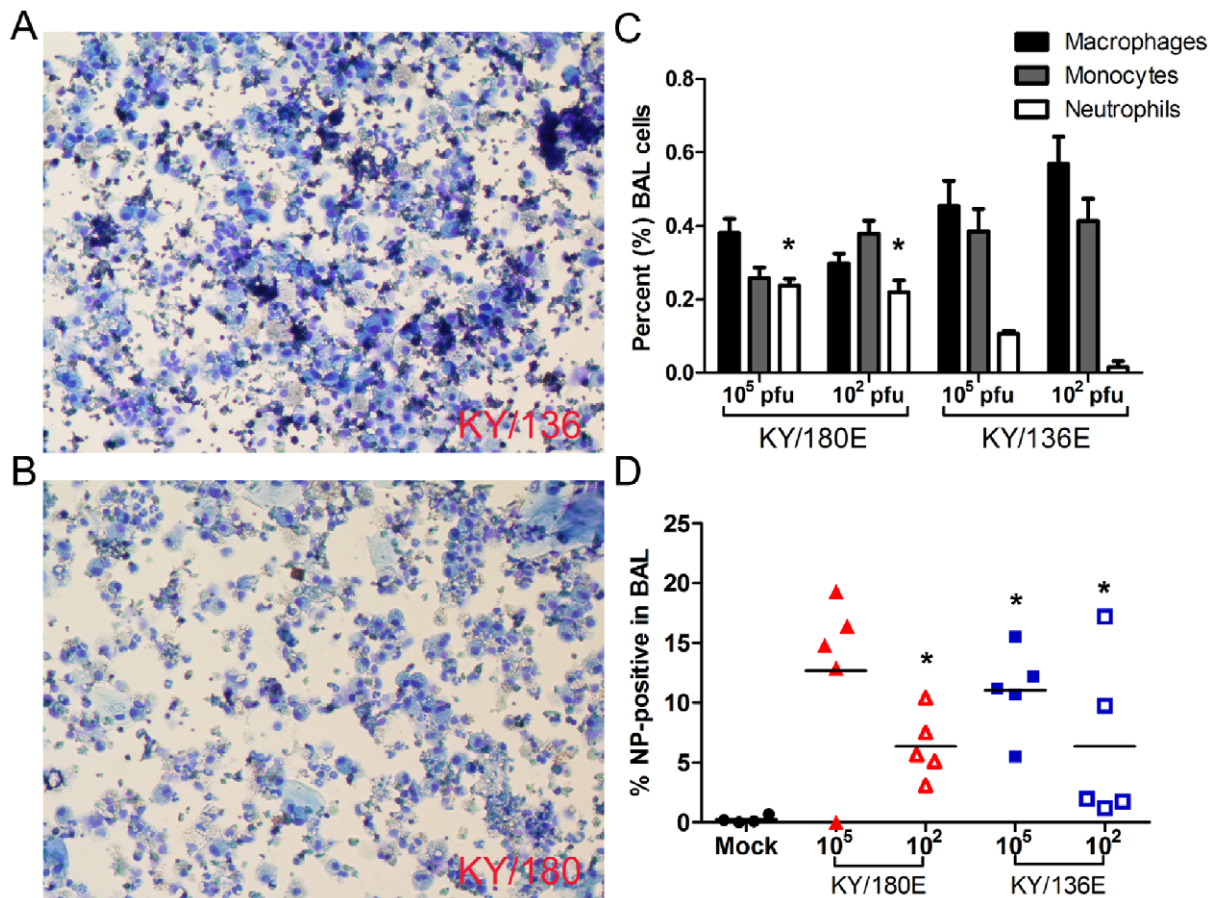 A
KY/136
B
KY/180
C
Macrophages
Monocytes
Neutrophils
Percent (%) BAL cells
0.8
0.6
0.4
0.2
0.0
* *
10⁵ pfu 10² pfu 10⁵ pfu 10² pfu
KY/180E KY/136E
D
% NP-positive in BAL
25
20
15
10
5
0
* * *
Mock 10⁵ 10² 10⁵ 10²
KY/180E KY/136E